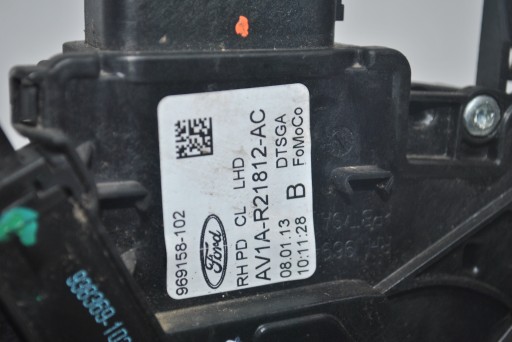 969158-102
Ford
RH PD CL LHD
AV1A-R21812-AC
08.01.13 DTSGA
10:11:28 B FoMoCo